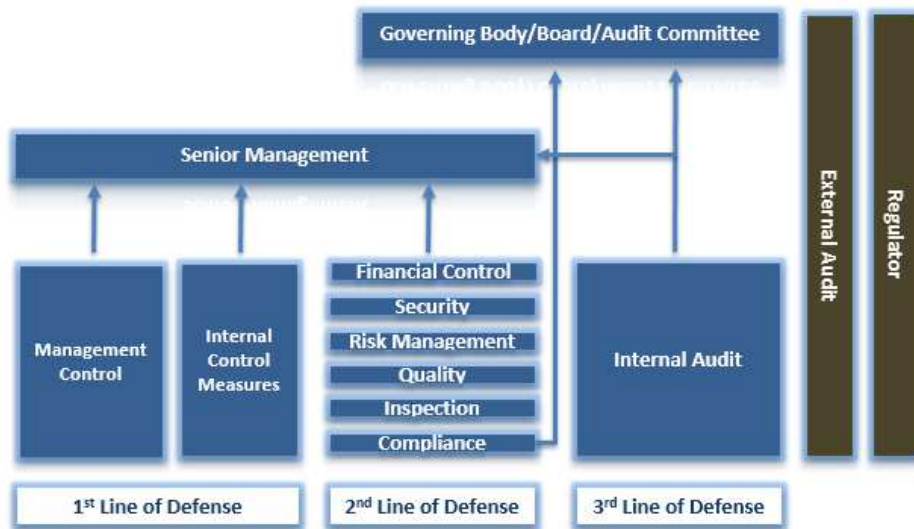 Governing Body/Board/Audit Committee
Senior Management
Management
Control
Internal
Control
Measures
Financial Control
Security
Risk Management
Quality
Inspection
Compliance
Internal Audit
External Audit
Regulator
1st Line of Defense
2nd Line of Defense
3rd Line of Defense